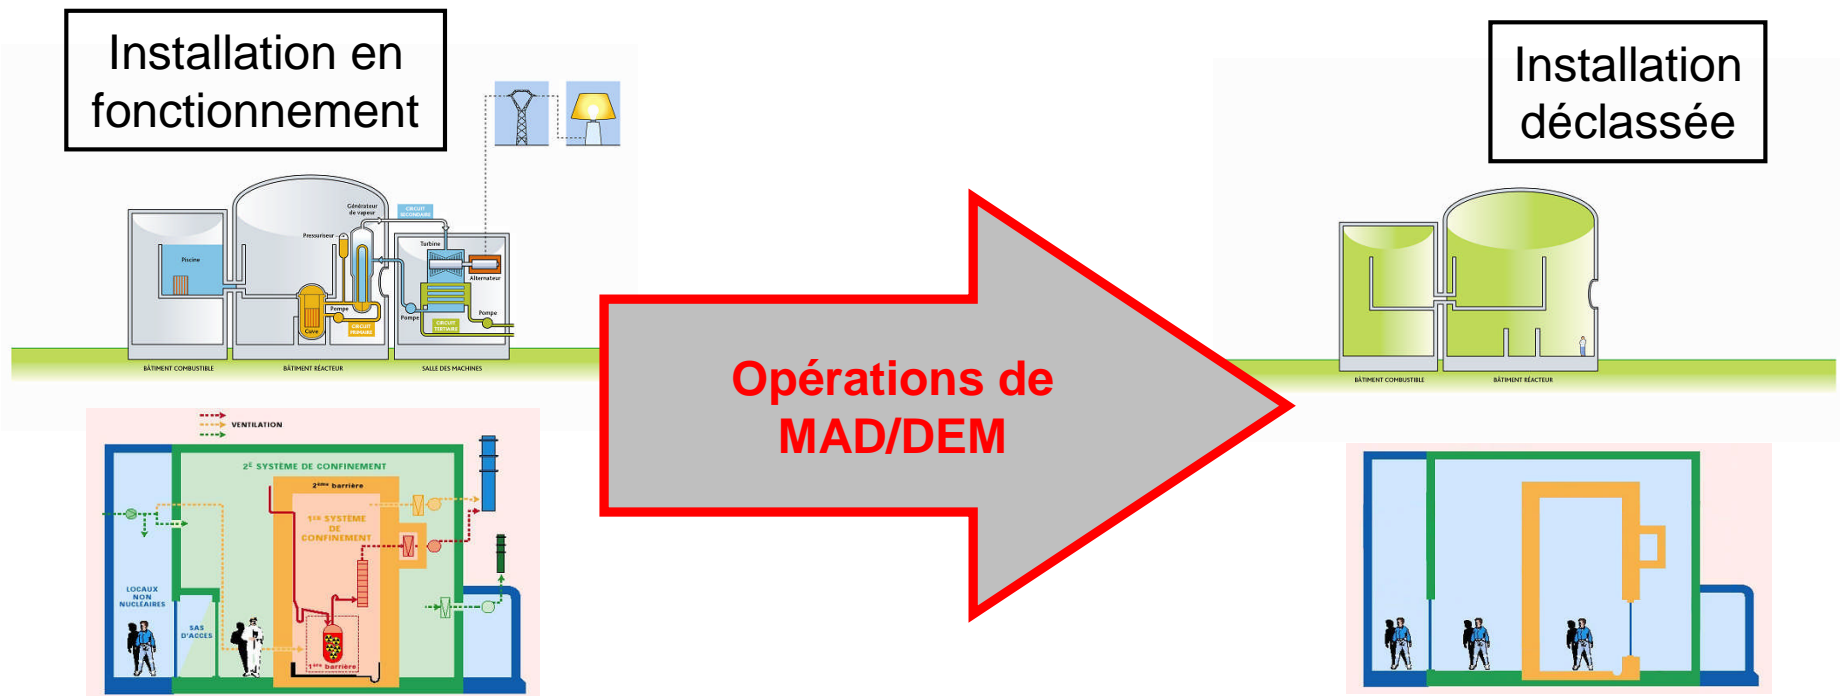 Installation en
fonctionnement
Installation
déclassée
Générateur
de vapeur
CIRCUIT
SECONDAIRE
Pressuriseur
Turbine
Piscine
Alternateur
Pompe
Pompe
Pompe
Cuve
CIRCUIT
PRIMAIRE
CIRCUIT
TERTIAIRE
BÂTIMENT COMBUSTIBLE
BÂTIMENT RÉACTEUR
SALLE DES MACHINES
Opérations de
MAD/DEM
BÂTIMENT COMBUSTIBLE
BÂTIMENT RÉACTEUR
VENTILATION
2E SYSTÈME DE CONFINEMENT
2ème barrière
1ER SYSTÈME
DE
CONFINEMENT
LOCAUX
NON
NUCLÉAIRES
SAS
D'ACCÈS
1ère barrière